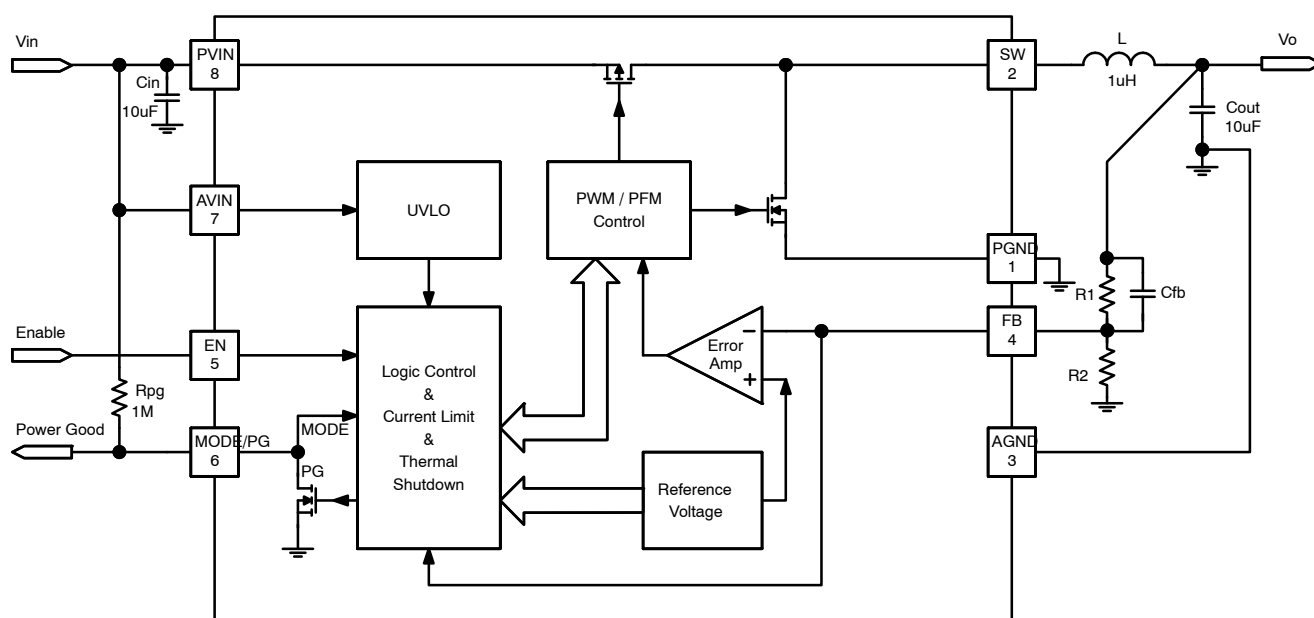 Vin
PVIN
8
Cin
10uF
SW
2
L
1uH
Vo
Cout
10uF
AVIN
7
UVLO
PWM / PFM
Control
PGND
1
R1
Cfb
FB
4
R2
Enable
EN
5
Rpg
1M
Power Good
MODE/PG
6
MODE
PG
Logic Control
&
Current Limit
&
Thermal
Shutdown
Error
Amp
−
+
Reference
Voltage
AGND
3